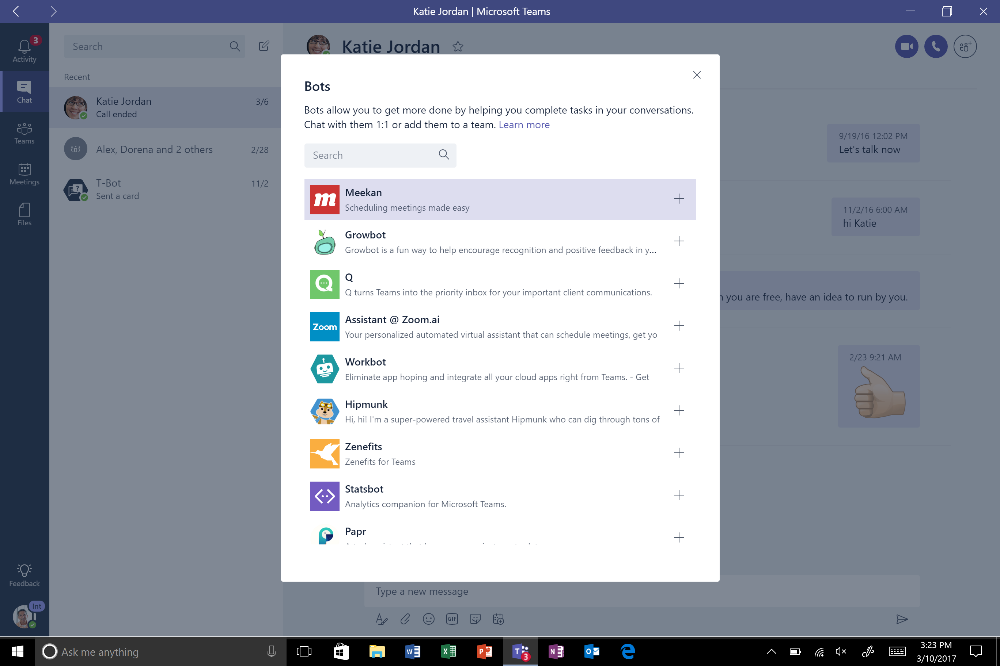 Katie Jordan | Microsoft Teams
3
Activity
Chat
Teams
Meetings
Files
Feedback
Int
Search
Recent
Katie Jordan
3/6
Call ended
Alex, Dorena and 2 others
2/28
T-Bot
11/2
Sent a card
Katie Jordan
9/19/16 12:02 PM
Let's talk now
11/2/16 6:00 AM
hi Katie
you are free, have an idea to run by you.
2/23 9:21 AM
Type a new message
GIF
Bots
Bots allow you to get more done by helping you complete tasks in your conversations.
Chat with them 1:1 or add them to a team. Learn more
Search
m
Meekan
Scheduling meetings made easy
Growbot
Growbot is a fun way to help encourage recognition and positive feedback in y...
Q
Q turns Teams into the priority inbox for your important client communications.
Zoom
Assistant @ Zoom.ai
Your personalized automated virtual assistant that can schedule meetings, get yo
Workbot
Eliminate app hoping and integrate all your cloud apps right from Teams. - Get
Hipmunk
Hi, hi! I'm a super-powered travel assistant Hipmunk who can dig through tons of
Zenefits
Zenefits for Teams
Statsbot
Analytics companion for Microsoft Teams.
Papr
Ask me anything
3
3:23 PM
3/10/2017